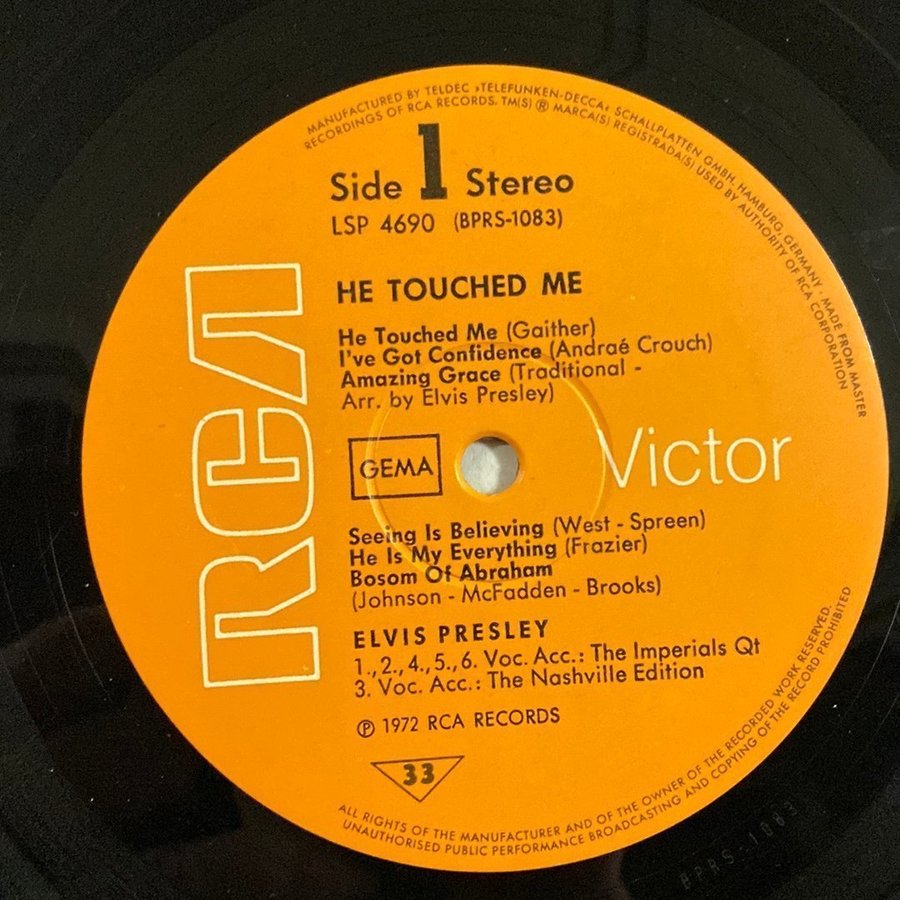 MANUFACTURED BY TELDEC »TELEFUNKEN-DECCA« SCHALLPLATTEN GMBH, HAMBURG, GERMANY · MADE FROM MASTER
RECORDINGS OF RCA RECORDS. TM(S) ® MARCA(S) REGISTRADA(S) USED BY AUTHORITY OF RCA CORPORATION
Side 1 Stereo
LSP 4690 (BPRS-1083)
HE TOUCHED ME
He Touched Me (Gaither)
I've Got Confidence (Andraé Crouch)
Amazing Grace (Traditional -
Arr. by Elvis Presley)
RCA
GEMA
Victor
Seeing Is Believing (West - Spreen)
He Is My Everything (Frazier)
Bosom Of Abraham
(Johnson - McFadden - Brooks)
ELVIS PRESLEY
1.,2.,4.,5.,6. Voc. Acc.: The Imperials Qt
3. Voc. Acc.: The Nashville Edition
℗ 1972 RCA RECORDS
33
ALL RIGHTS OF THE MANUFACTURER AND OF THE OWNER OF THE RECORDED WORK RESERVED.
UNAUTHORISED PUBLIC PERFORMANCE BROADCASTING AND COPYING OF THE RECORD PROHIBITED
BPRS-1083